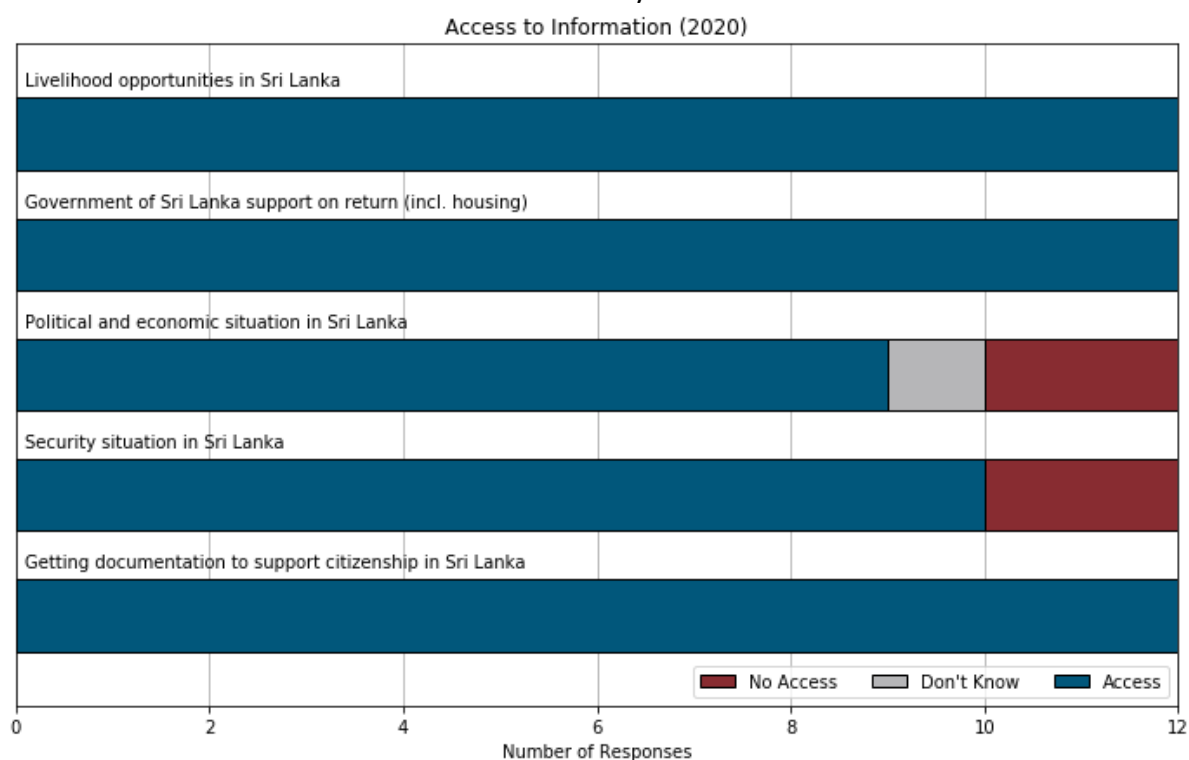 Access to Information (2020)
Livelihood opportunities in Sri Lanka
Government of Sri Lanka support on return (incl. housing)
Political and economic situation in Sri Lanka
Security situation in Sri Lanka
Getting documentation to support citizenship in Sri Lanka
No Access Don't Know Access
0 2 4 6 8 10 12
Number of Responses